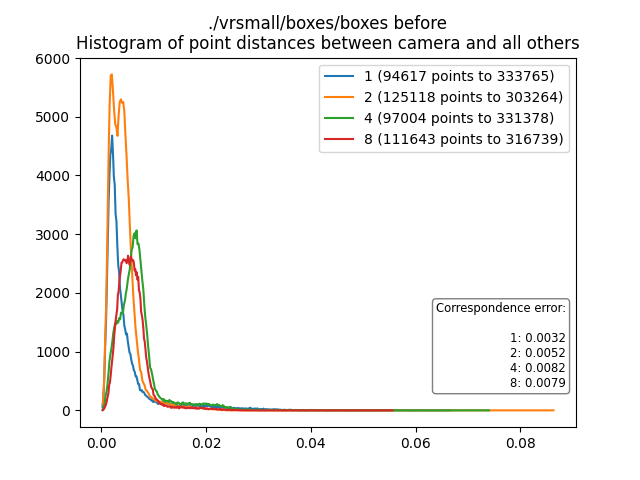 ./vrsmall/boxes/boxes before
Histogram of point distances between camera and all others
6000
5000
4000
3000
2000
1000
0
0.00
0.02
0.04
0.06
0.08
1 (94617 points to 333765)
2 (125118 points to 303264)
4 (97004 points to 331378)
8 (111643 points to 316739)
Correspondence error:
1: 0.0032
2: 0.0052
4: 0.0082
8: 0.0079